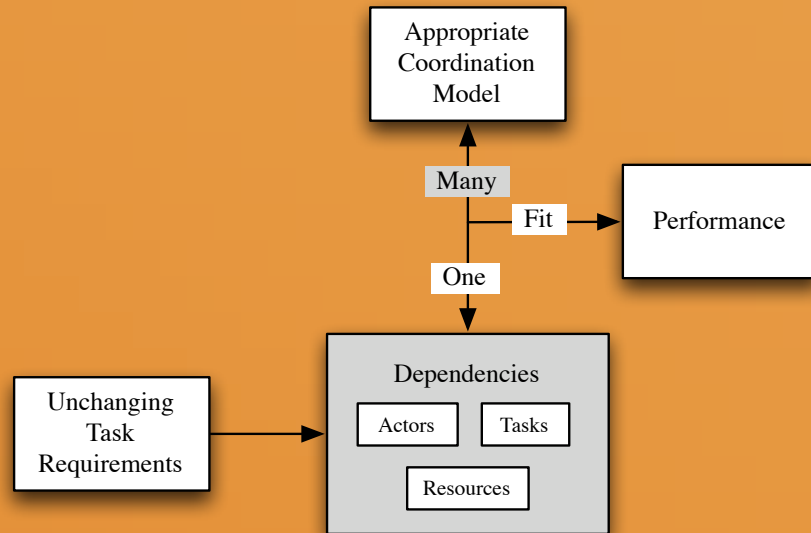 Appropriate
Coordination
Model
Many
Fit
Performance
One
Dependencies
Actors
Tasks
Resources
Unchanging
Task
Requirements